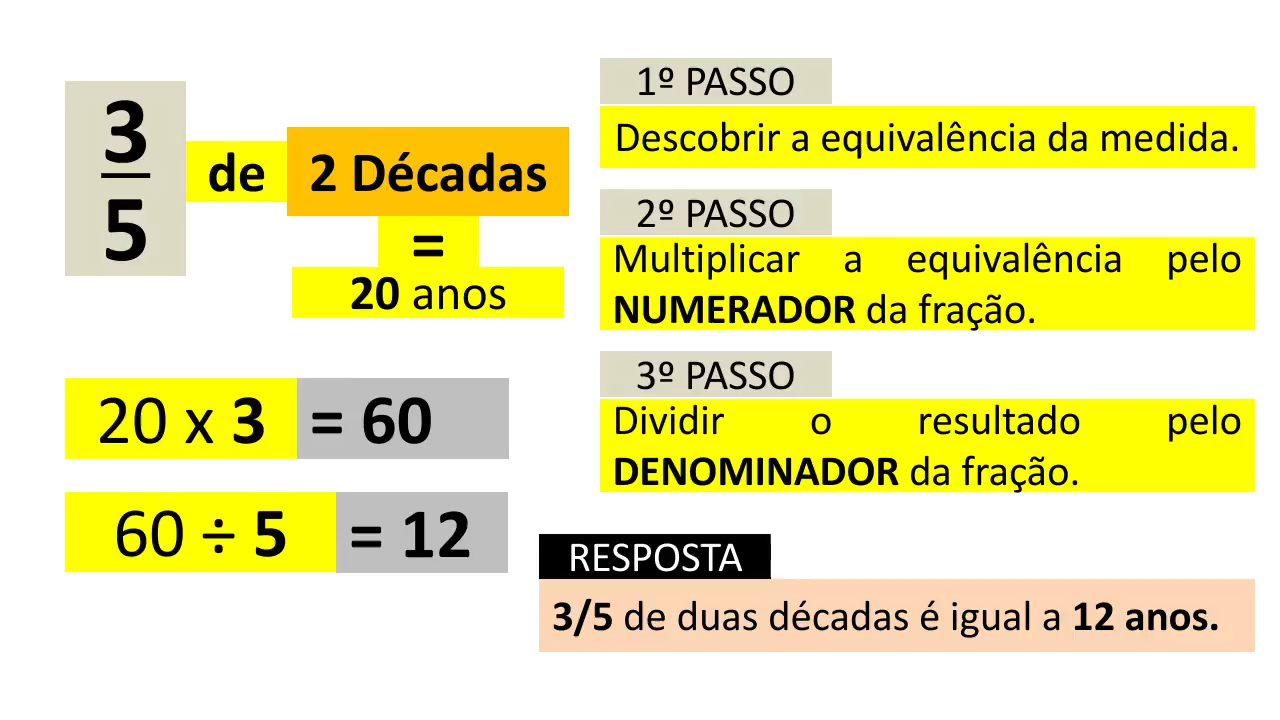 3
5
de
2 Décadas
=
20 anos
20 x 3 = 60
60 ÷ 5 = 12
1º PASSO
Descobrir a equivalência da medida.
2º PASSO
Multiplicar a equivalência pelo
NUMERADOR da fração.
3º PASSO
Dividir o resultado pelo
DENOMINADOR da fração.
RESPOSTA
3/5 de duas décadas é igual a 12 anos.